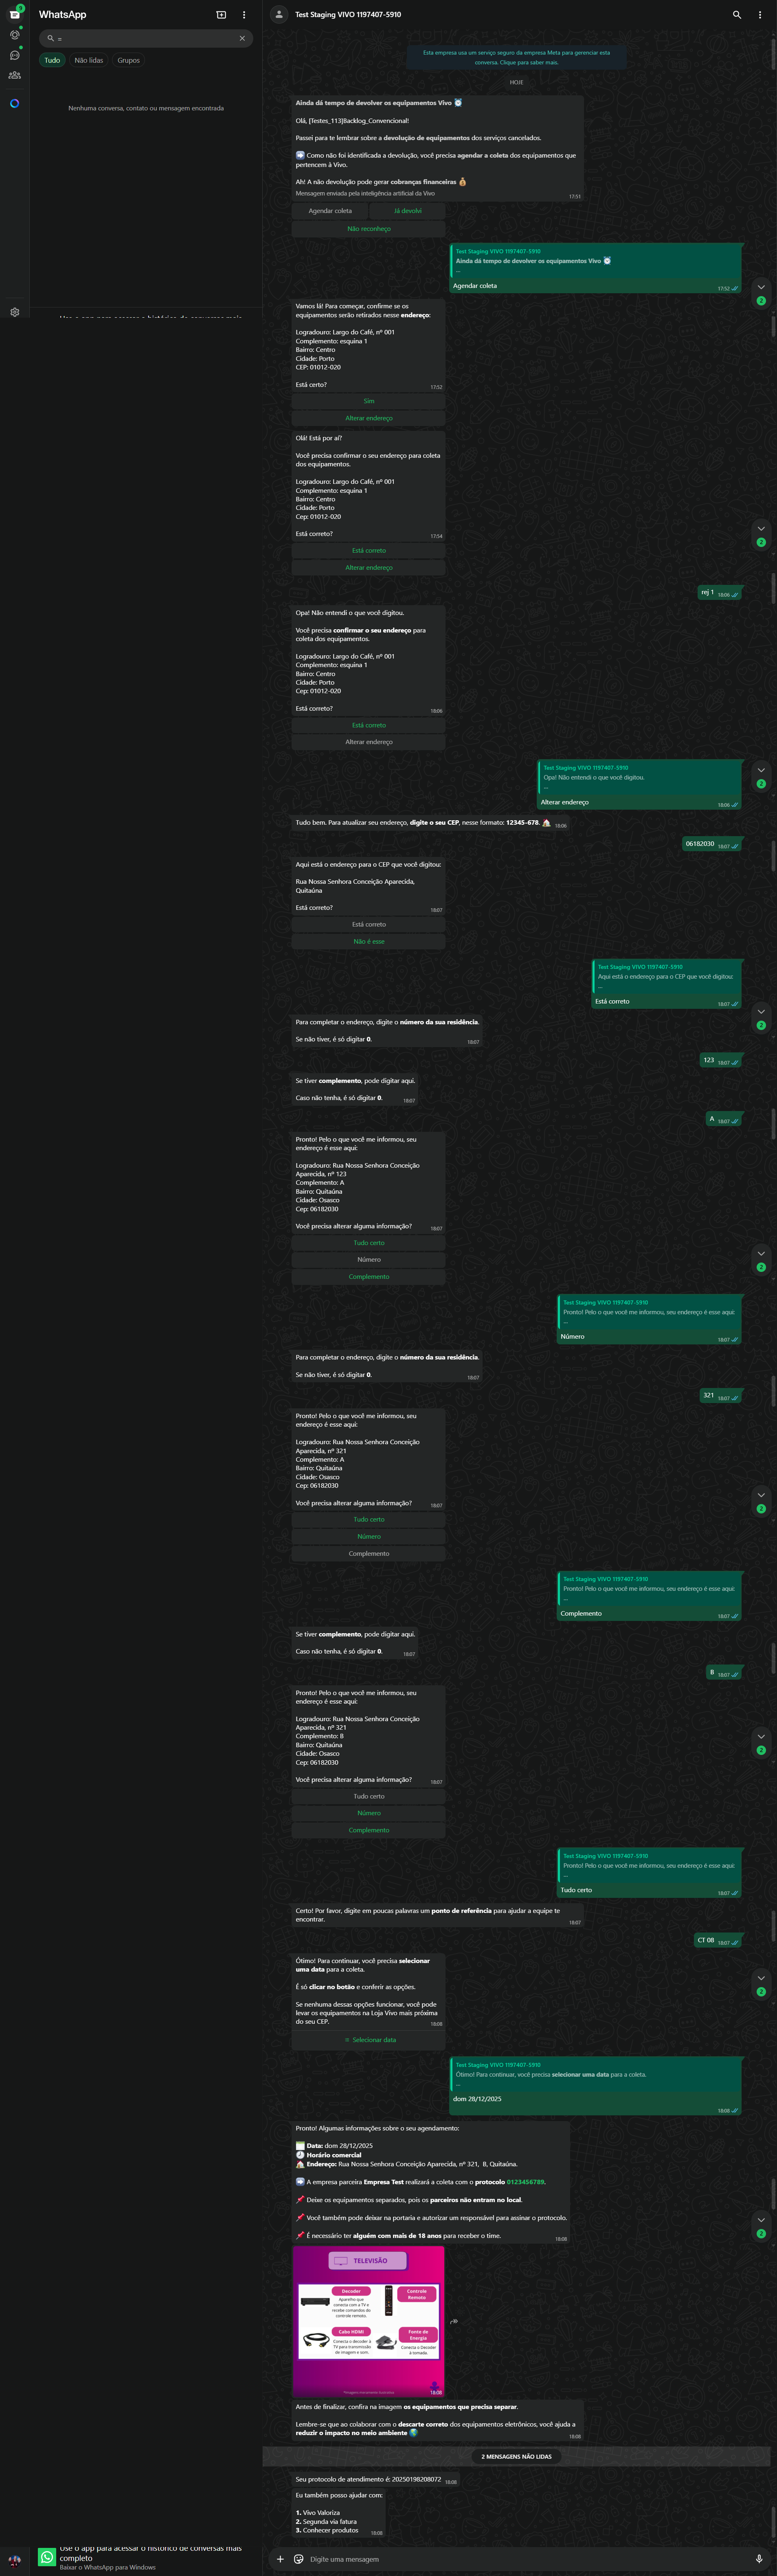 9
WhatsApp
=
Tudo
Não lidas
Grupos
Nenhuma conversa, contato ou mensagem encontrada
Test Staging VIVO 1197407-5910
Esta empresa usa um serviço seguro da empresa Meta para gerenciar esta
conversa. Clique para saber mais.
HOJE
Ainda dá tempo de devolver os equipamentos Vivo ⏰
Olá, [Testes_113]Backlog_Convencional!
Passei para te lembrar sobre a devolução de equipamentos dos serviços cancelados.
➡️ Como não foi identificada a devolução, você precisa agendar a coleta dos equipamentos que
pertencem à Vivo.
Ah! A não devolução pode gerar cobranças financeiras 💰
Mensagem enviada pela inteligência artificial da Vivo
17:51
Agendar coleta
Já devolvi
Não reconheço
Test Staging VIVO 1197407-5910
Ainda dá tempo de devolver os equipamentos Vivo ⏰
...
Agendar coleta
17:52
2
Vamos lá! Para começar, confirme se os
equipamentos serão retirados nesse endereço:
Logradouro: Largo do Café, nº 001
Complemento: esquina 1
Bairro: Centro
Cidade: Porto
CEP: 01012-020
Está certo?
17:52
Sim
Alterar endereço
Olá! Está por aí?
Você precisa confirmar o seu endereço para coleta
dos equipamentos.
Logradouro: Largo do Café, nº 001
Complemento: esquina 1
Bairro: Centro
Cidade: Porto
Cep: 01012-020
Está correto?
17:54
2
Está correto
Alterar endereço
rej 1
18:06
Opa! Não entendi o que você digitou.
Você precisa confirmar o seu endereço para
coleta dos equipamentos.
Logradouro: Largo do Café, nº 001
Complemento: esquina 1
Bairro: Centro
Cidade: Porto
Cep: 01012-020
Está correto?
18:06
Está correto
Alterar endereço
Test Staging VIVO 1197407-5910
Opa! Não entendi o que você digitou.
...
Alterar endereço
18:06
2
Tudo bem. Para atualizar seu endereço, digite o seu CEP, nesse formato: 12345-678. 🏠
18:06
06182030
18:07
Aqui está o endereço para o CEP que você digitou:
Rua Nossa Senhora Conceição Aparecida,
Quitaúna
Está correto?
18:07
Está correto
Não é esse
Test Staging VIVO 1197407-5910
Aqui está o endereço para o CEP que você digitou:
...
Está correto
18:07
2
Para completar o endereço, digite o número da sua residência.
Se não tiver, é só digitar 0.
18:07
123
18:07
Se tiver complemento, pode digitar aqui.
Caso não tenha, é só digitar 0.
18:07
A
18:07
Pronto! Pelo o que você me informou, seu
endereço é esse aqui:
Logradouro: Rua Nossa Senhora Conceição
Aparecida, nº 123
Complemento: A
Bairro: Quitaúna
Cidade: Osasco
Cep: 06182030
Você precisa alterar alguma informação?
18:07
Tudo certo
Número
Complemento
2
Test Staging VIVO 1197407-5910
Pronto! Pelo o que você me informou, seu endereço é esse aqui:
...
Número
18:07
Para completar o endereço, digite o número da sua residência.
Se não tiver, é só digitar 0.
18:07
321
18:07
Pronto! Pelo o que você me informou, seu
endereço é esse aqui:
Logradouro: Rua Nossa Senhora Conceição
Aparecida, nº 321
Complemento: A
Bairro: Quitaúna
Cidade: Osasco
Cep: 06182030
Você precisa alterar alguma informação?
18:07
2
Tudo certo
Número
Complemento
Test Staging VIVO 1197407-5910
Pronto! Pelo o que você me informou, seu endereço é esse aqui:
...
Complemento
18:07
Se tiver complemento, pode digitar aqui.
Caso não tenha, é só digitar 0.
18:07
B
18:07
Pronto! Pelo o que você me informou, seu
endereço é esse aqui:
Logradouro: Rua Nossa Senhora Conceição
Aparecida, nº 321
Complemento: B
Bairro: Quitaúna
Cidade: Osasco
Cep: 06182030
2
Você precisa alterar alguma informação?
18:07
Tudo certo
Número
Complemento
Test Staging VIVO 1197407-5910
Pronto! Pelo o que você me informou, seu endereço é esse aqui:
...
Tudo certo
18:07
Certo! Por favor, digite em poucas palavras um ponto de referência para ajudar a equipe te
encontrar.
18:07
CT 08
18:07
Ótimo! Para continuar, você precisa selecionar
uma data para a coleta.
É só clicar no botão e conferir as opções.
2
Se nenhuma dessas opções funcionar, você pode
levar os equipamentos na Loja Vivo mais próxima
do seu CEP.
18:08
Selecionar data
Test Staging VIVO 1197407-5910
Ótimo! Para continuar, você precisa selecionar uma data para a coleta.
...
dom 28/12/2025
18:08
Pronto! Algumas informações sobre o seu agendamento:
🗓️ Data: dom 28/12/2025
🕗 Horário comercial
🏠 Endereço: Rua Nossa Senhora Conceição Aparecida, nº 321, B, Quitaúna.
➡️ A empresa parceira Empresa Test realizará a coleta com o protocolo 0123456789.
📌 Deixe os equipamentos separados, pois os parceiros não entram no local.
📌 Você também pode deixar na portaria e autorizar um responsável para assinar o protocolo.
📌 É necessário ter alguém com mais de 18 anos para receber o time.
18:08
2
TELEVISÃO
Decoder
Aparelho que
conecta com a TV e
recebe comandos do
controle remoto.
Controle
Remoto
Cabo HDMI
Conecta o decoder à
TV para transmissão
de imagem e som.
Fonte de
Energia
Conecta o Decoder
à tomada.
18:08
Antes de finalizar, confira na imagem os equipamentos que precisa separar.
Lembre-se que ao colaborar com o descarte correto dos equipamentos eletrônicos, você ajuda a
reduzir o impacto no meio ambiente 🌎
18:08
2 MENSAGENS NÃO LIDAS
Seu protocolo de atendimento é: 20250198208072
18:08
Eu também posso ajudar com:
1. Vivo Valoriza
2. Segunda via fatura
3. Conhecer produtos
18:08
Use o app para acessar o histórico de conversas mais
completo
Baixar o WhatsApp para Windows
Digite uma mensagem